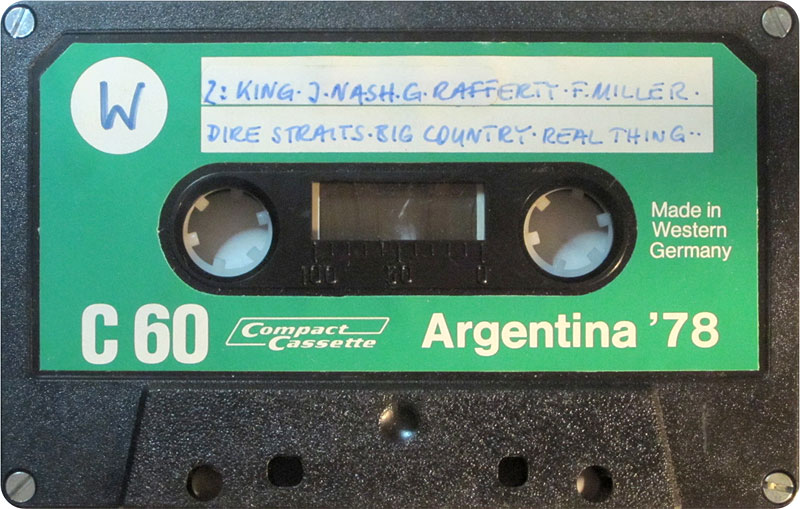 W
2: KING · J. NASH. G. RAFFERTY · F. MILLER ·
DIRE STRAITS · BIG COUNTRY · REAL THING ··
100 50 0
Made in
Western
Germany
C 60
Compact
Cassette
Argentina '78